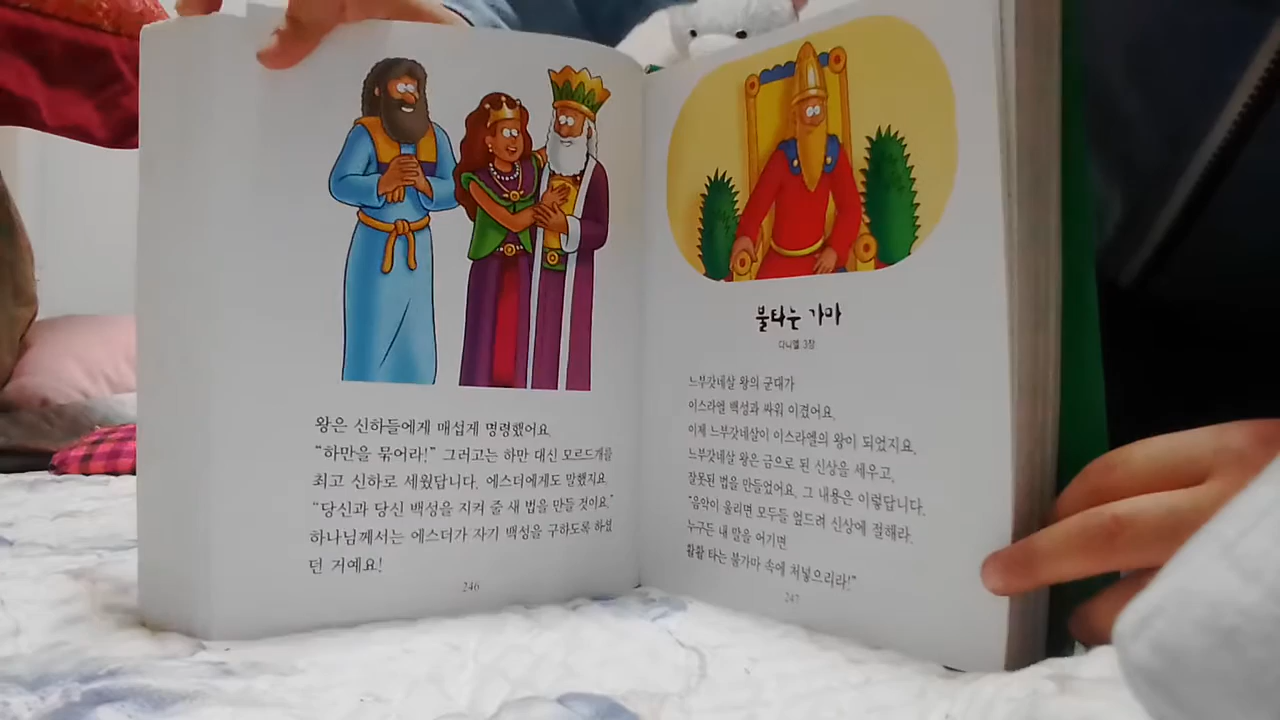 왕은 신하들에게 매섭게 명령했어요.
“하만을 묶어라!” 그러고는 하만 대신 모르드개를
최고 신하로 세웠답니다. 에스더에게도 말했지요.
“당신과 당신 백성을 지켜 줄 새 법을 만들 것이요.”
하나님께서는 에스더가 자기 백성을 구하도록 하셨
던 거예요!
246
불타는 가마
다니엘 3장
느부갓네살 왕의 군대가
이스라엘 백성과 싸워 이겼어요.
이제 느부갓네살이 이스라엘의 왕이 되었지요.
느부갓네살 왕은 금으로 된 신상을 세우고,
잘못된 법을 만들었어요. 그 내용은 이렇답니다.
“음악이 울리면 모두들 엎드려 신상에 절해라.
누구든 내 말을 어기면
활활 타는 불가마 속에 처넣으리라!”
247